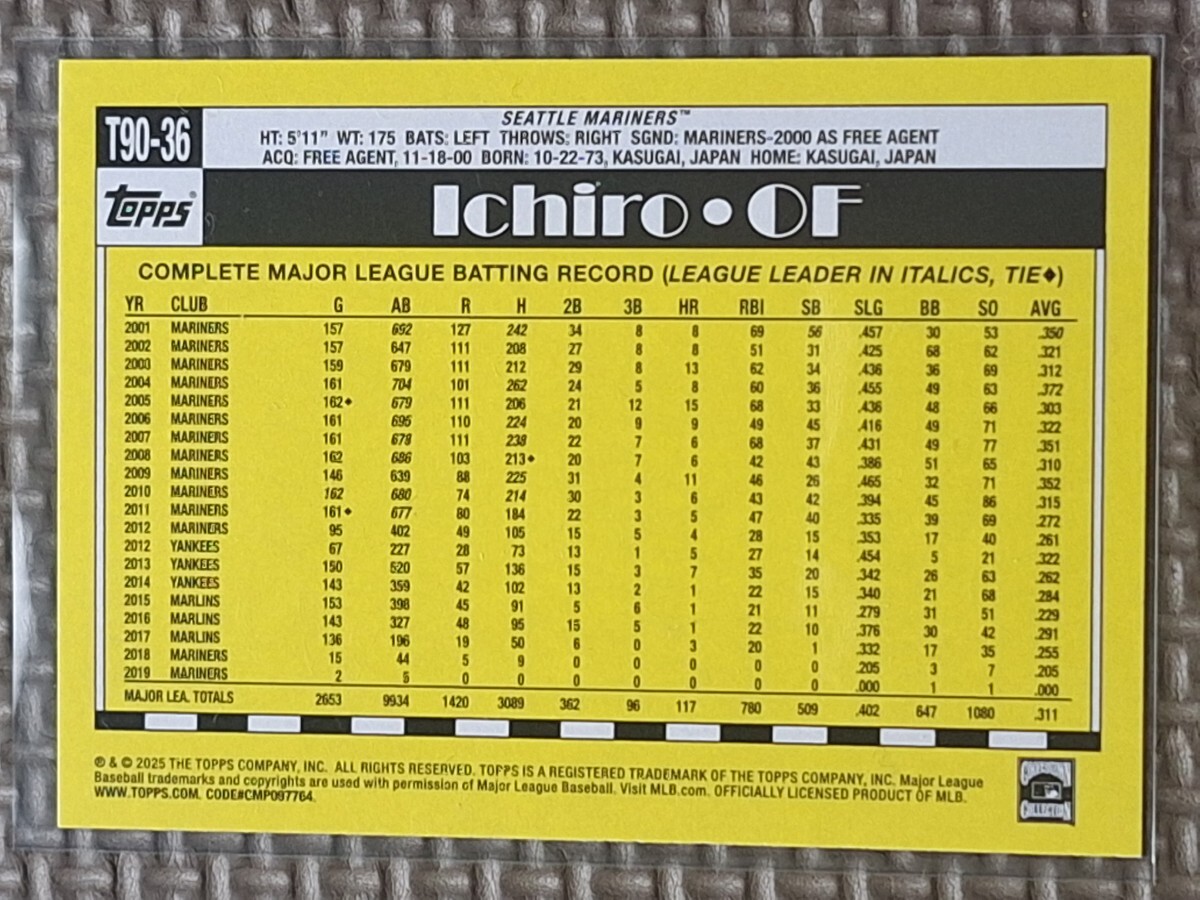 T90-36
SEATTLE MARINERS™
HT: 5'11" WT: 175 BATS: LEFT THROWS: RIGHT SGND: MARINERS-2000 AS FREE AGENT
ACQ: FREE AGENT, 11-18-00 BORN: 10-22-73, KASUGAI, JAPAN HOME: KASUGAI, JAPAN
Topps®
Ichiro • OF
COMPLETE MAJOR LEAGUE BATTING RECORD (LEAGUE LEADER IN ITALICS, TIE◆)
YR CLUB G AB R H 2B 3B HR RBI SB SLG BB SO AVG
2001 MARINERS 157 692 127 242 34 8 8 69 56 .457 30 53 .350
2002 MARINERS 157 647 111 208 27 8 8 51 31 .425 68 62 .321
2003 MARINERS 159 679 111 212 29 8 13 62 34 .436 36 69 .312
2004 MARINERS 161 704 101 262 24 5 8 60 36 .455 49 63 .372
2005 MARINERS 162◆ 679 111 206 21 12 15 68 33 .436 48 66 .303
2006 MARINERS 161 695 110 224 20 9 9 49 45 .416 49 71 .322
2007 MARINERS 161 678 111 238 22 7 6 68 37 .431 49 77 .351
2008 MARINERS 162 686 103 213◆ 20 7 6 42 43 .386 51 65 .310
2009 MARINERS 146 639 88 225 31 4 11 46 26 .465 32 71 .352
2010 MARINERS 162 680 74 214 30 3 6 43 42 .394 45 86 .315
2011 MARINERS 161◆ 677 80 184 22 3 5 47 40 .335 39 69 .272
2012 MARINERS 95 402 49 105 15 5 4 28 15 .353 17 40 .261
2012 YANKEES 67 227 28 73 13 1 5 27 14 .454 5 21 .322
2013 YANKEES 150 520 57 136 15 3 7 35 20 .342 26 63 .262
2014 YANKEES 143 359 42 102 13 2 1 22 15 .340 21 68 .284
2015 MARLINS 153 398 45 91 5 6 1 21 11 .279 31 51 .229
2016 MARLINS 143 327 48 95 15 5 1 22 10 .376 30 42 .291
2017 MARLINS 136 196 19 50 6 0 3 20 1 .332 17 35 .255
2018 MARINERS 15 44 5 9 0 0 0 0 0 .205 3 7 .205
2019 MARINERS 2 5 0 0 0 0 0 0 0 .000 1 1 .000
MAJOR LEA. TOTALS 2653 9934 1420 3089 362 96 117 780 509 .402 647 1080 .311
® & © 2025 THE TOPPS COMPANY, INC. ALL RIGHTS RESERVED. TOPPS IS A REGISTERED TRADEMARK OF THE TOPPS COMPANY, INC. Major League
Baseball trademarks and copyrights are used with permission of Major League Baseball. Visit MLB.com. OFFICIALLY LICENSED PRODUCT OF MLB.
WWW.TOPPS.COM. CODE#CMP097764.